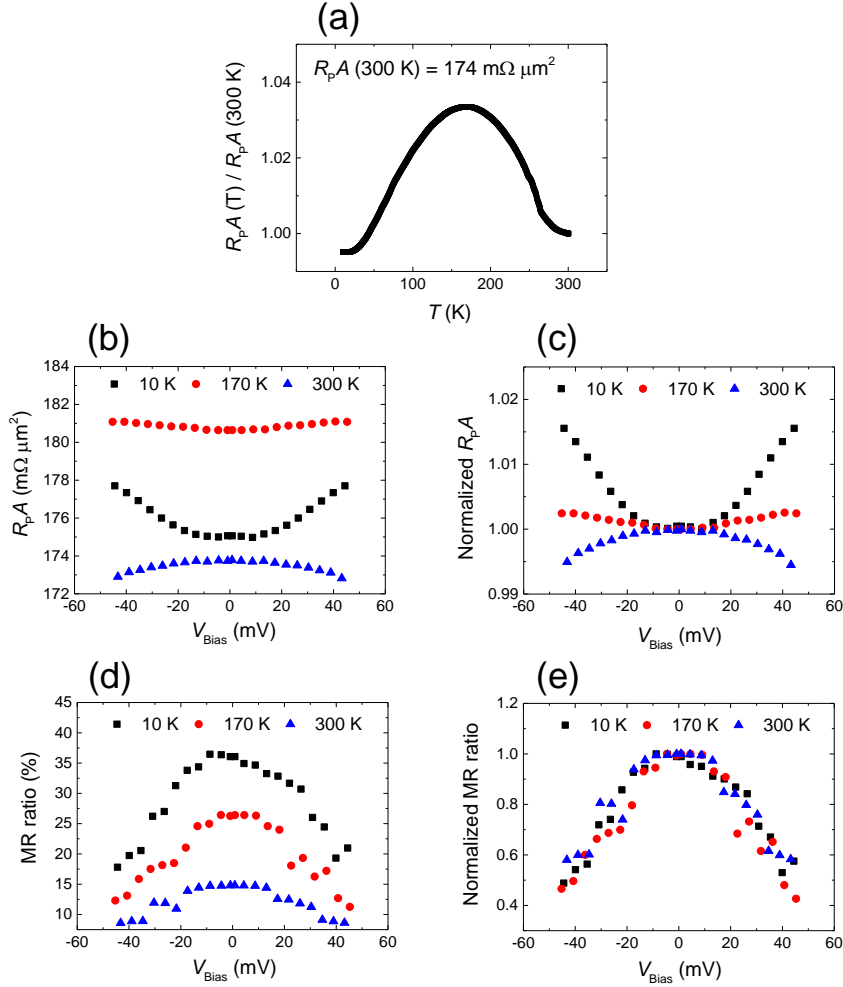 (a)
R_PA (300 K) = 174 mΩ μm²
R_PA (T) / R_PA (300 K)
1.04
1.02
1.00
0 100 200 300
T (K)
(b)
184
182
180
178
176
174
172
10 K 170 K 300 K
R_PA (mΩ μm²)
-60 -40 -20 0 20 40 60
V_Bias (mV)
(c)
1.02
1.01
1.00
0.99
10 K 170 K 300 K
Normalized R_PA
-60 -40 -20 0 20 40 60
V_Bias (mV)
(d)
45
40
35
30
25
20
15
10
10 K 170 K 300 K
MR ratio (%)
-60 -40 -20 0 20 40 60
V_Bias (mV)
(e)
1.2
1.0
0.8
0.6
0.4
10 K 170 K 300 K
Normalized MR ratio
-60 -40 -20 0 20 40 60
V_Bias (mV)